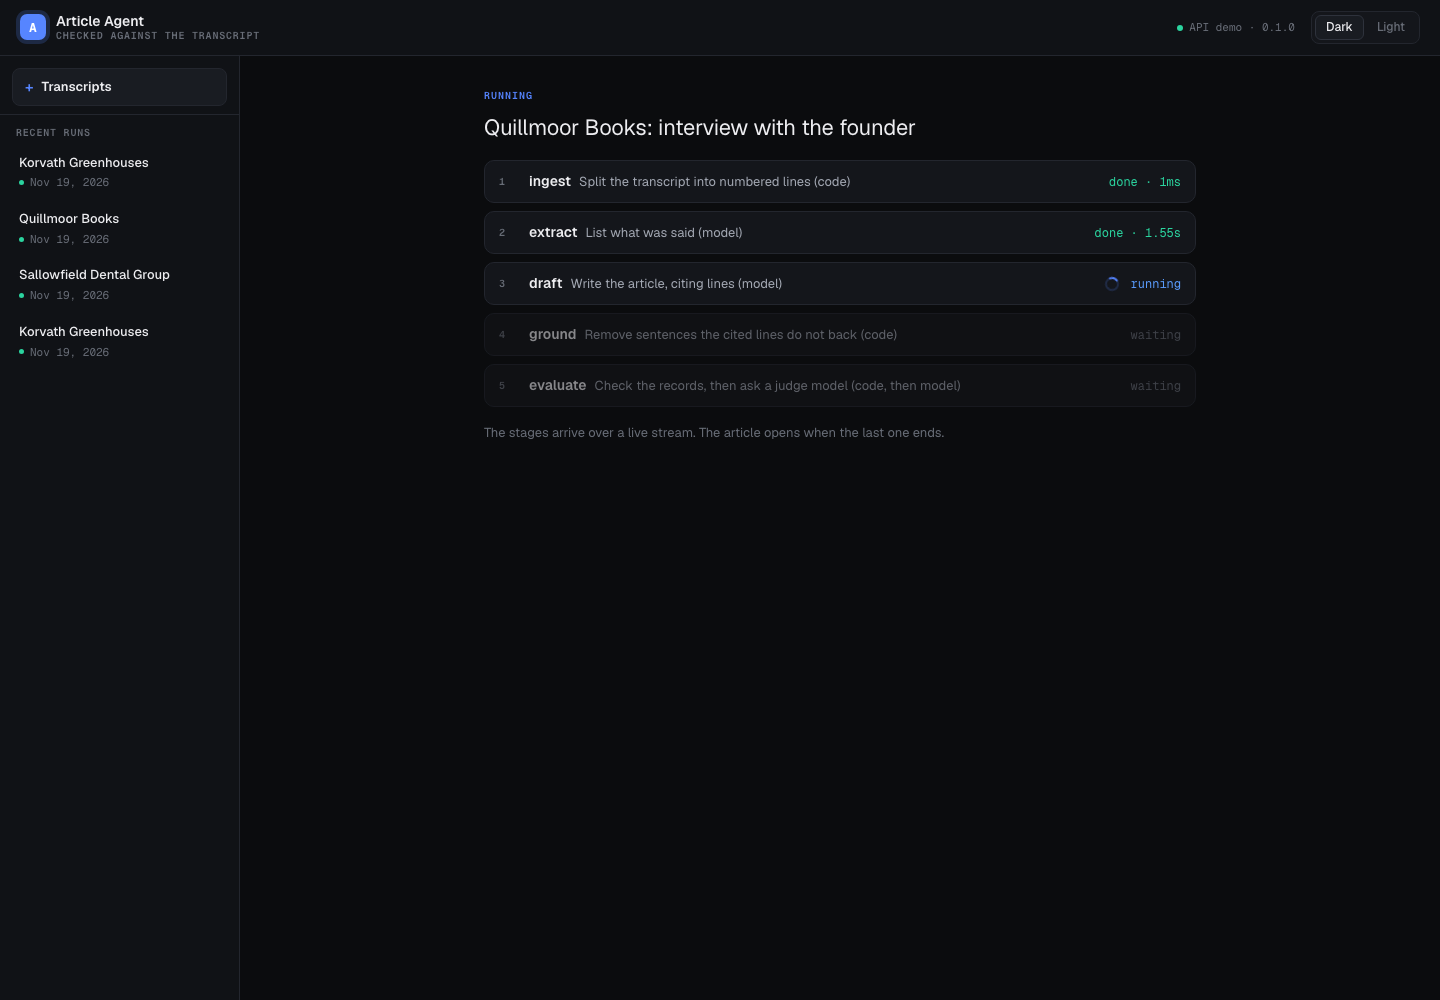 A
Article Agent
CHECKED AGAINST THE TRANSCRIPT
API demo · 0.1.0
Dark
Light
+ Transcripts
RECENT RUNS
Korvath Greenhouses
Nov 19, 2026
Quillmoor Books
Nov 19, 2026
Sallowfield Dental Group
Nov 19, 2026
Korvath Greenhouses
Nov 19, 2026
RUNNING
Quillmoor Books: interview with the founder
1 ingest Split the transcript into numbered lines (code) done · 1ms
2 extract List what was said (model) done · 1.55s
3 draft Write the article, citing lines (model) running
4 ground Remove sentences the cited lines do not back (code) waiting
5 evaluate Check the records, then ask a judge model (code, then model) waiting
The stages arrive over a live stream. The article opens when the last one ends.